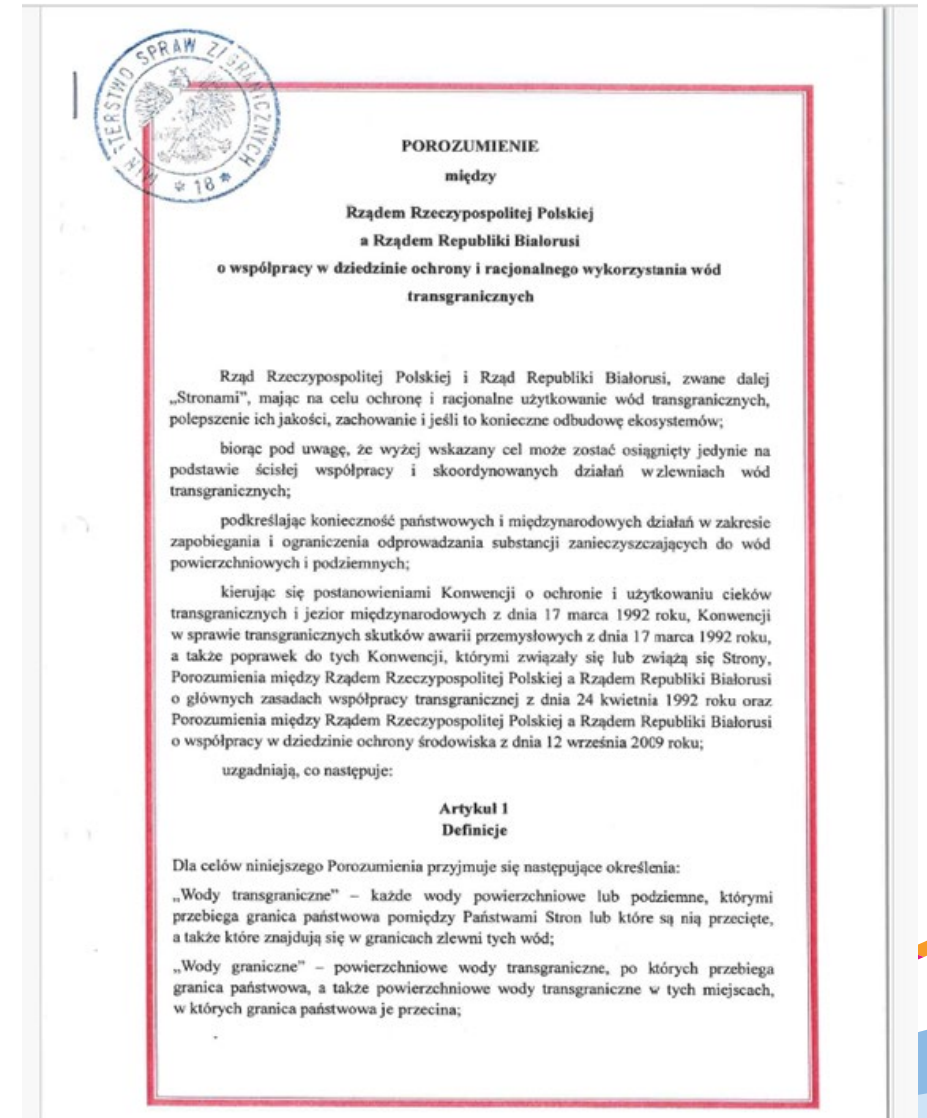 MINISTERSTWO SPRAW ZAGRANICZNYCH
* 18 *
POROZUMIENIE
między
Rządem Rzeczypospolitej Polskiej
a Rządem Republiki Białorusi
o współpracy w dziedzinie ochrony i racjonalnego wykorzystania wód
transgranicznych
Rząd Rzeczypospolitej Polskiej i Rząd Republiki Białorusi, zwane dalej
„Stronami”, mając na celu ochronę i racjonalne użytkowanie wód transgranicznych,
polepszenie ich jakości, zachowanie i jeśli to konieczne odbudowę ekosystemów;
biorąc pod uwagę, że wyżej wskazany cel może zostać osiągnięty jedynie na
podstawie ścisłej współpracy i skoordynowanych działań w zlewniach wód
transgranicznych;
podkreślając konieczność państwowych i międzynarodowych działań w zakresie
zapobiegania i ograniczenia odprowadzania substancji zanieczyszczających do wód
powierzchniowych i podziemnych;
kierując się postanowieniami Konwencji o ochronie i użytkowaniu cieków
transgranicznych i jezior międzynarodowych z dnia 17 marca 1992 roku, Konwencji
w sprawie transgranicznych skutków awarii przemysłowych z dnia 17 marca 1992 roku,
a także poprawek do tych Konwencji, którymi związały się lub zwiążą się Strony,
Porozumienia między Rządem Rzeczypospolitej Polskiej a Rządem Republiki Białorusi
o głównych zasadach współpracy transgranicznej z dnia 24 kwietnia 1992 roku oraz
Porozumienia między Rządem Rzeczypospolitej Polskiej a Rządem Republiki Białorusi
o współpracy w dziedzinie ochrony środowiska z dnia 12 września 2009 roku;
uzgadniają, co następuje:
Artykuł 1
Definicje
Dla celów niniejszego Porozumienia przyjmuje się następujące określenia:
„Wody transgraniczne” – każde wody powierzchniowe lub podziemne, którymi
przebiega granica państwowa pomiędzy Państwami Stron lub które są nią przecięte,
a także które znajdują się w granicach zlewni tych wód;
„Wody graniczne” – powierzchniowe wody transgraniczne, po których przebiega
granica państwowa, a także powierzchniowe wody transgraniczne w tych miejscach,
w których granica państwowa je przecina;